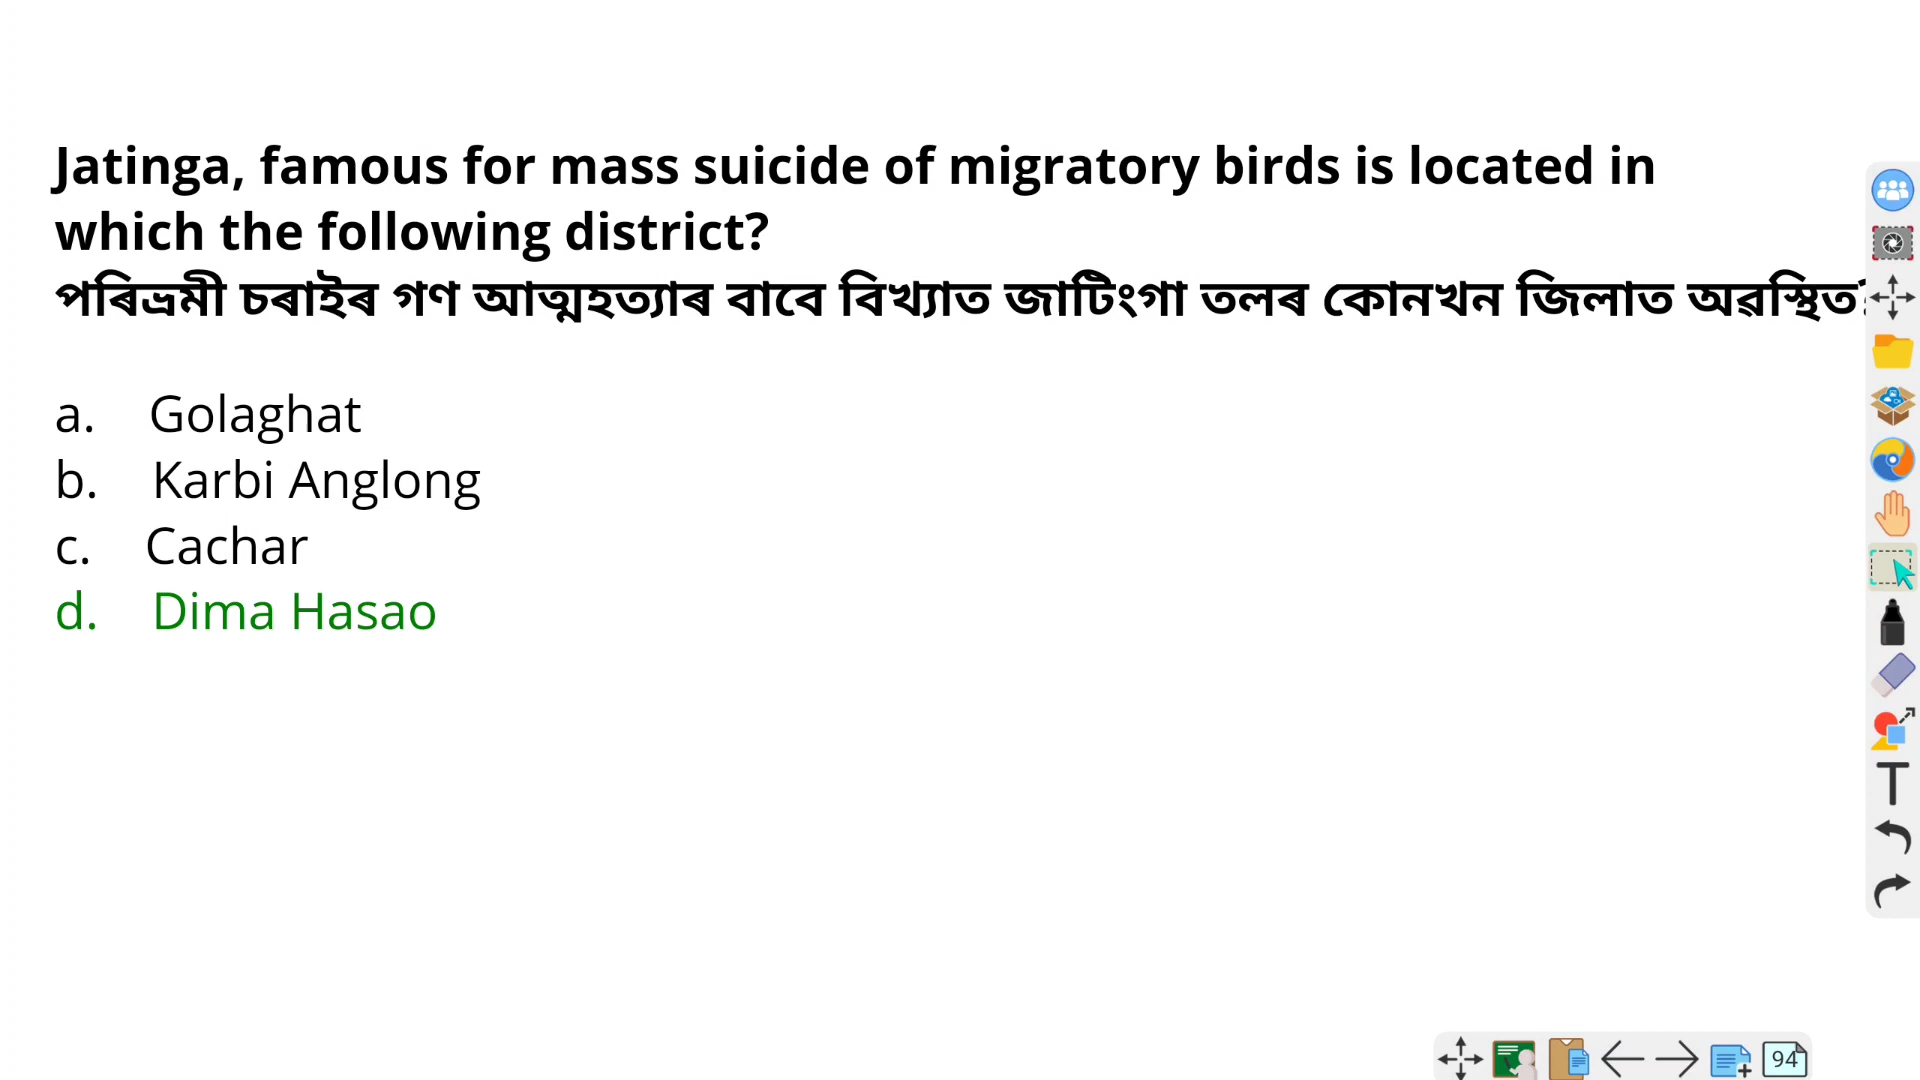 Jatinga, famous for mass suicide of migratory birds is located in
which the following district?
পৰিভ্ৰমী চৰাইৰ গণ আত্মহত্যাৰ বাবে বিখ্যাত জাটিংগা তলৰ কোনখন জিলাত অৱস্থিত?
a. Golaghat
b. Karbi Anglong
c. Cachar
d. Dima Hasao
94